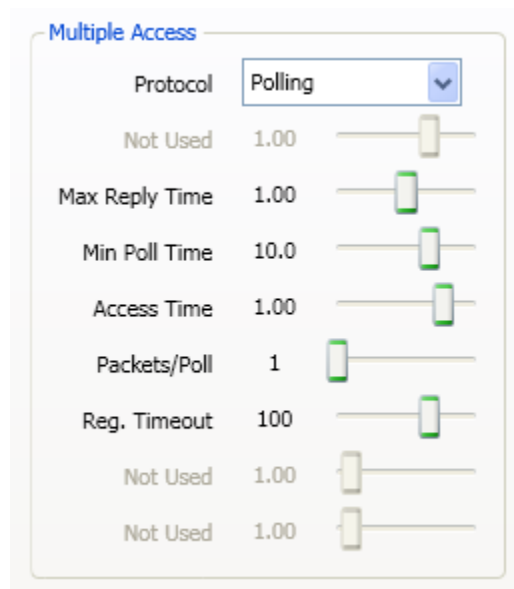 Multiple Access
Protocol Polling
Not Used 1.00
Max Reply Time 1.00
Min Poll Time 10.0
Access Time 1.00
Packets/Poll 1
Reg. Timeout 100
Not Used 1.00
Not Used 1.00